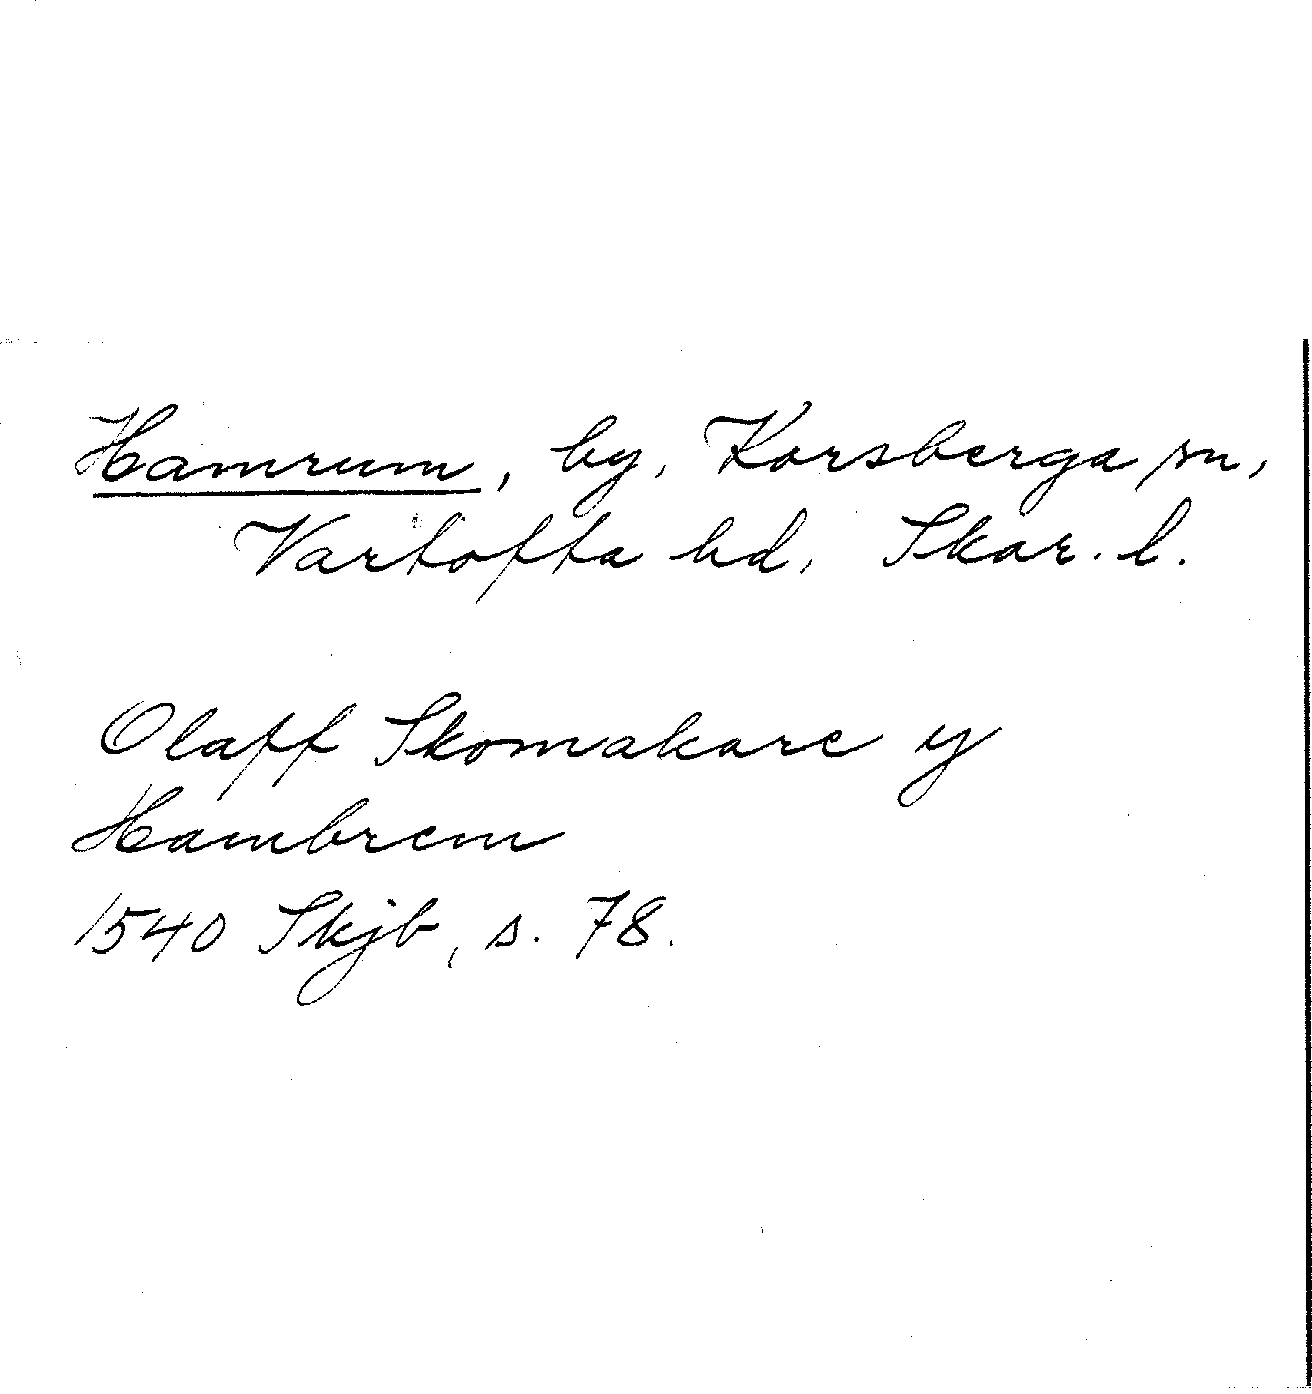 Hamrum, by, Korsberga sn,
Vartofta hd, Skar. l.
Olaff Skomakare y
Hambrem
1540 Skjb, s. 78.